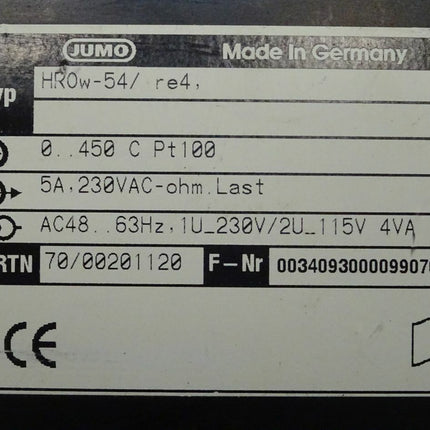 JUMO Made in Germany
yp HROw-54/ re4,
0..450 C Pt100
5A,230VAC-ohm.Last
AC48..63Hz,1U_230V/2U_115V 4VA
RTN 70/00201120 F-Nr 003409300009907
CE